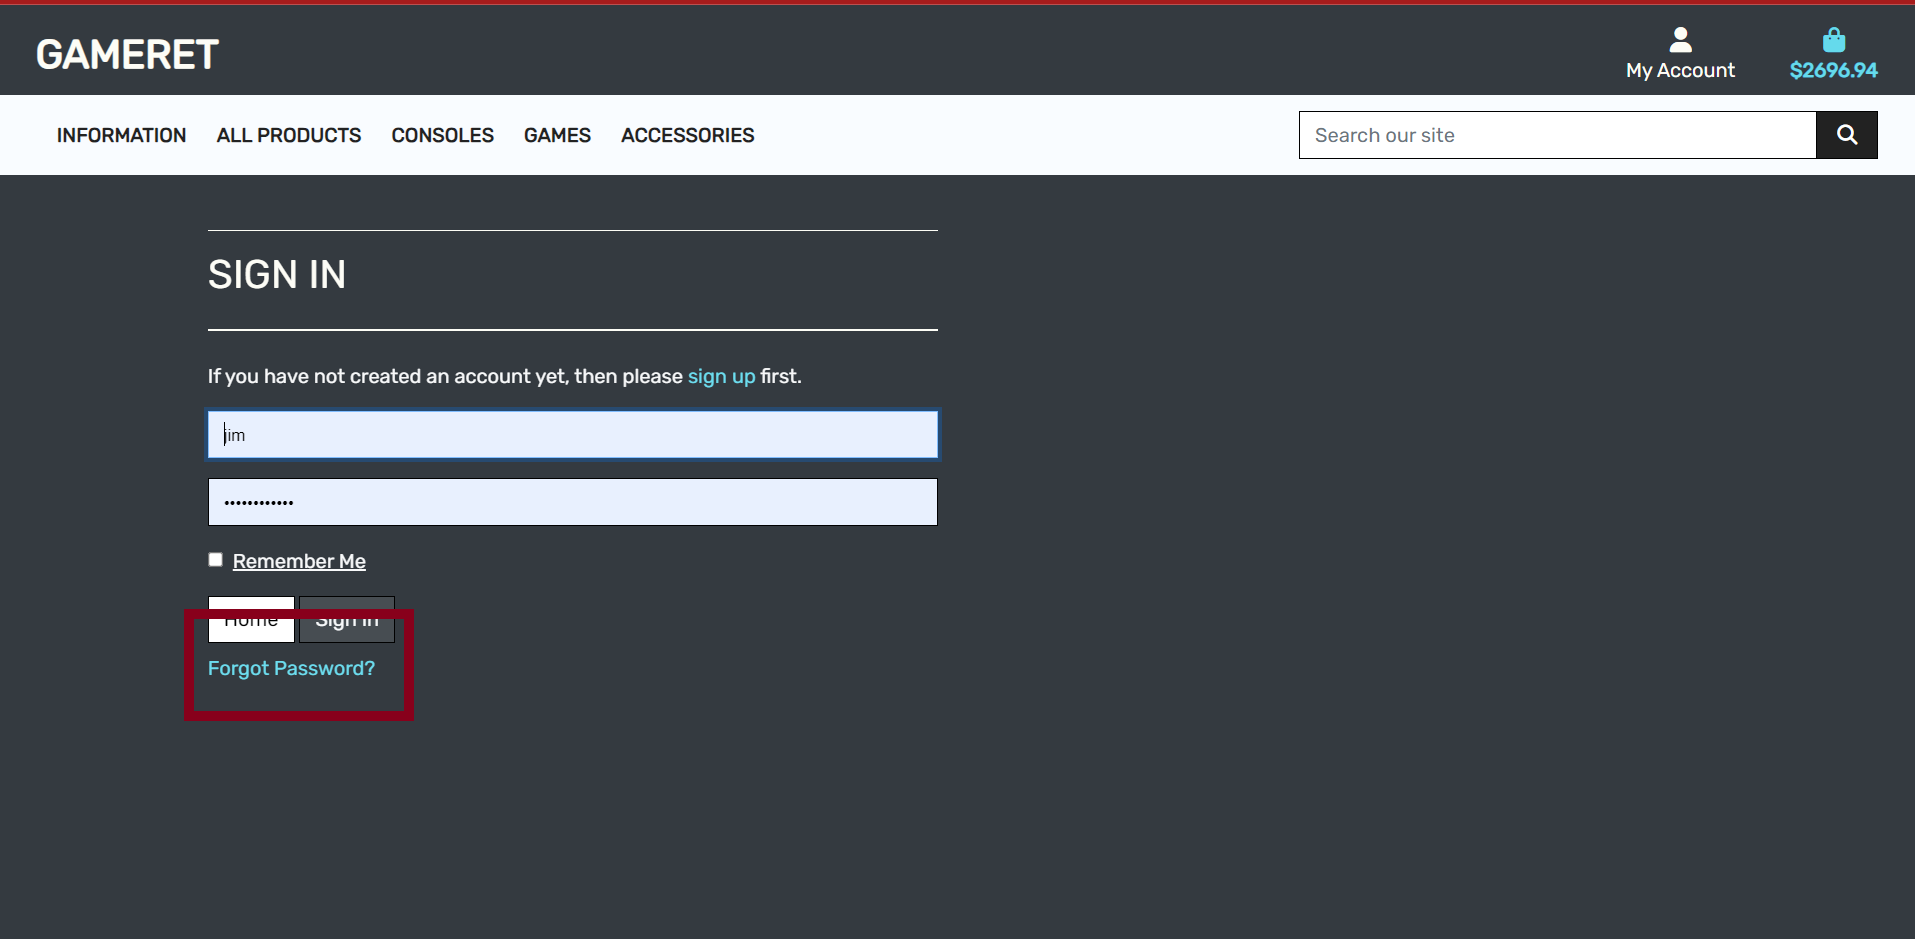 GAMERET
My Account
$2696.94
INFORMATION ALL PRODUCTS CONSOLES GAMES ACCESSORIES
Search our site
SIGN IN
If you have not created an account yet, then please sign up first.
jim
••••••••••••
Remember Me
Home Sign In
Forgot Password?